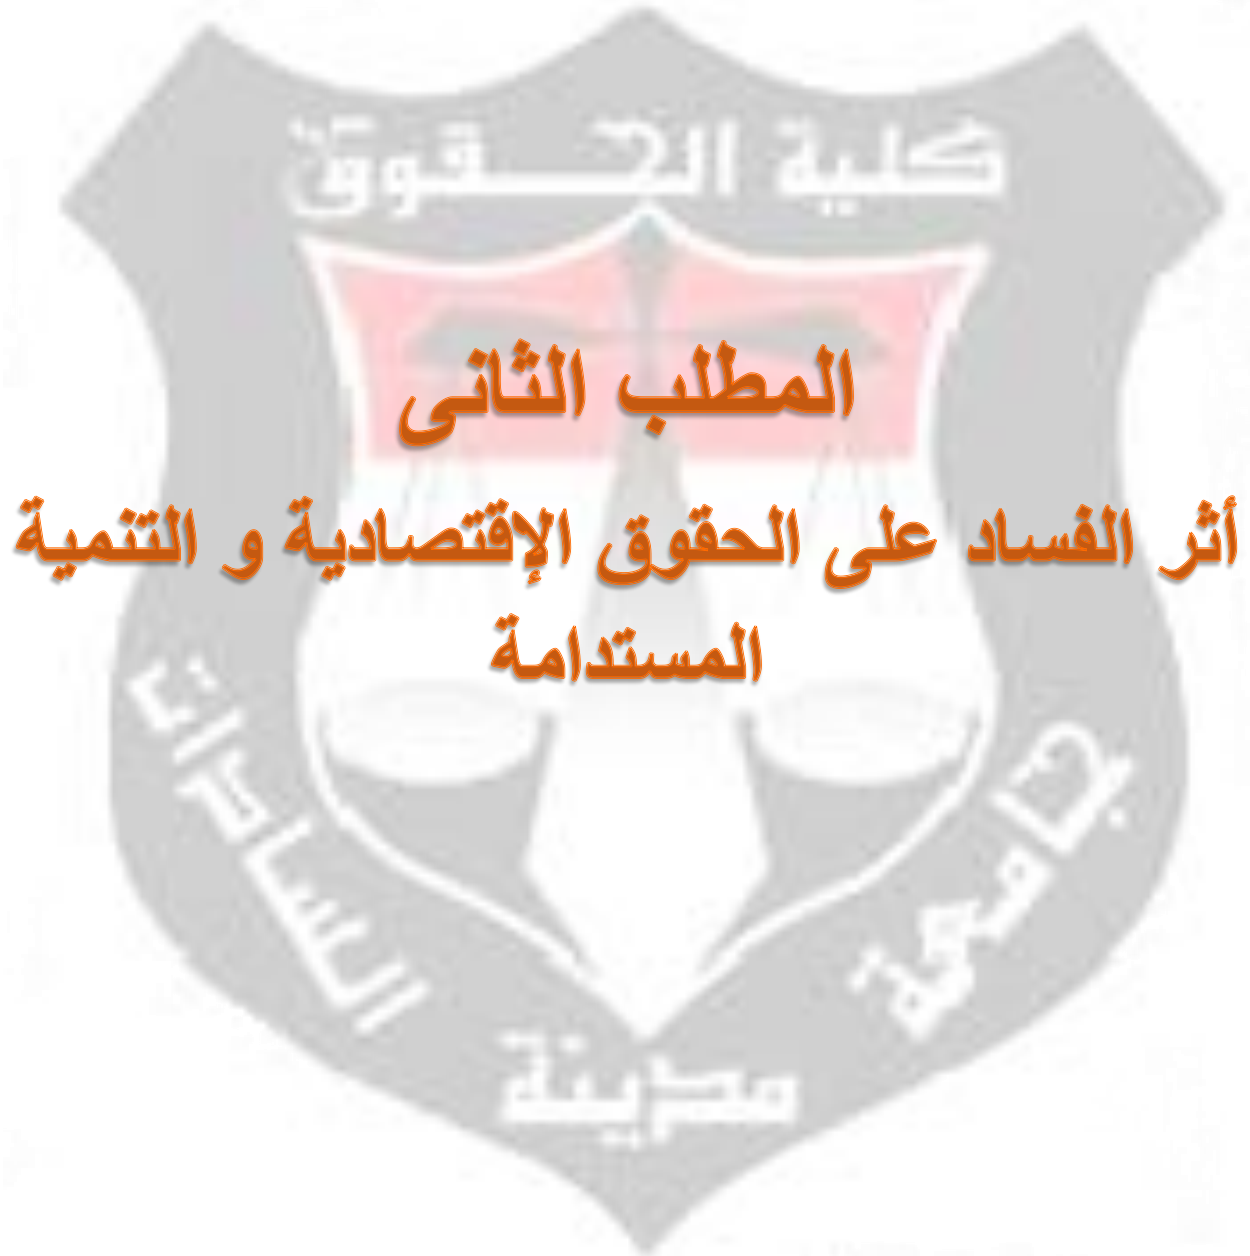 كلية الحقوق
المطلب الثانى
أثر الفساد على الحقوق الإقتصادية و التنمية
المستدامة
جامعة
مدينة
السادات